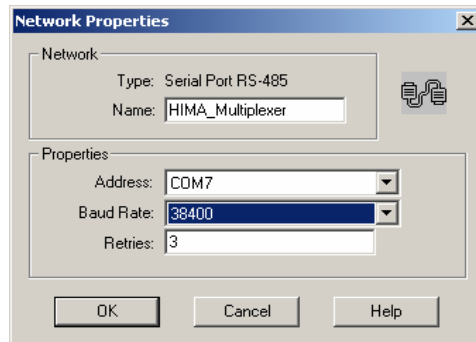 Network Properties
Network
Type: Serial Port RS-485
Name: HIMA_Multiplexer
Properties
Address: COM7
Baud Rate: 38400
Retries: 3
OK Cancel Help